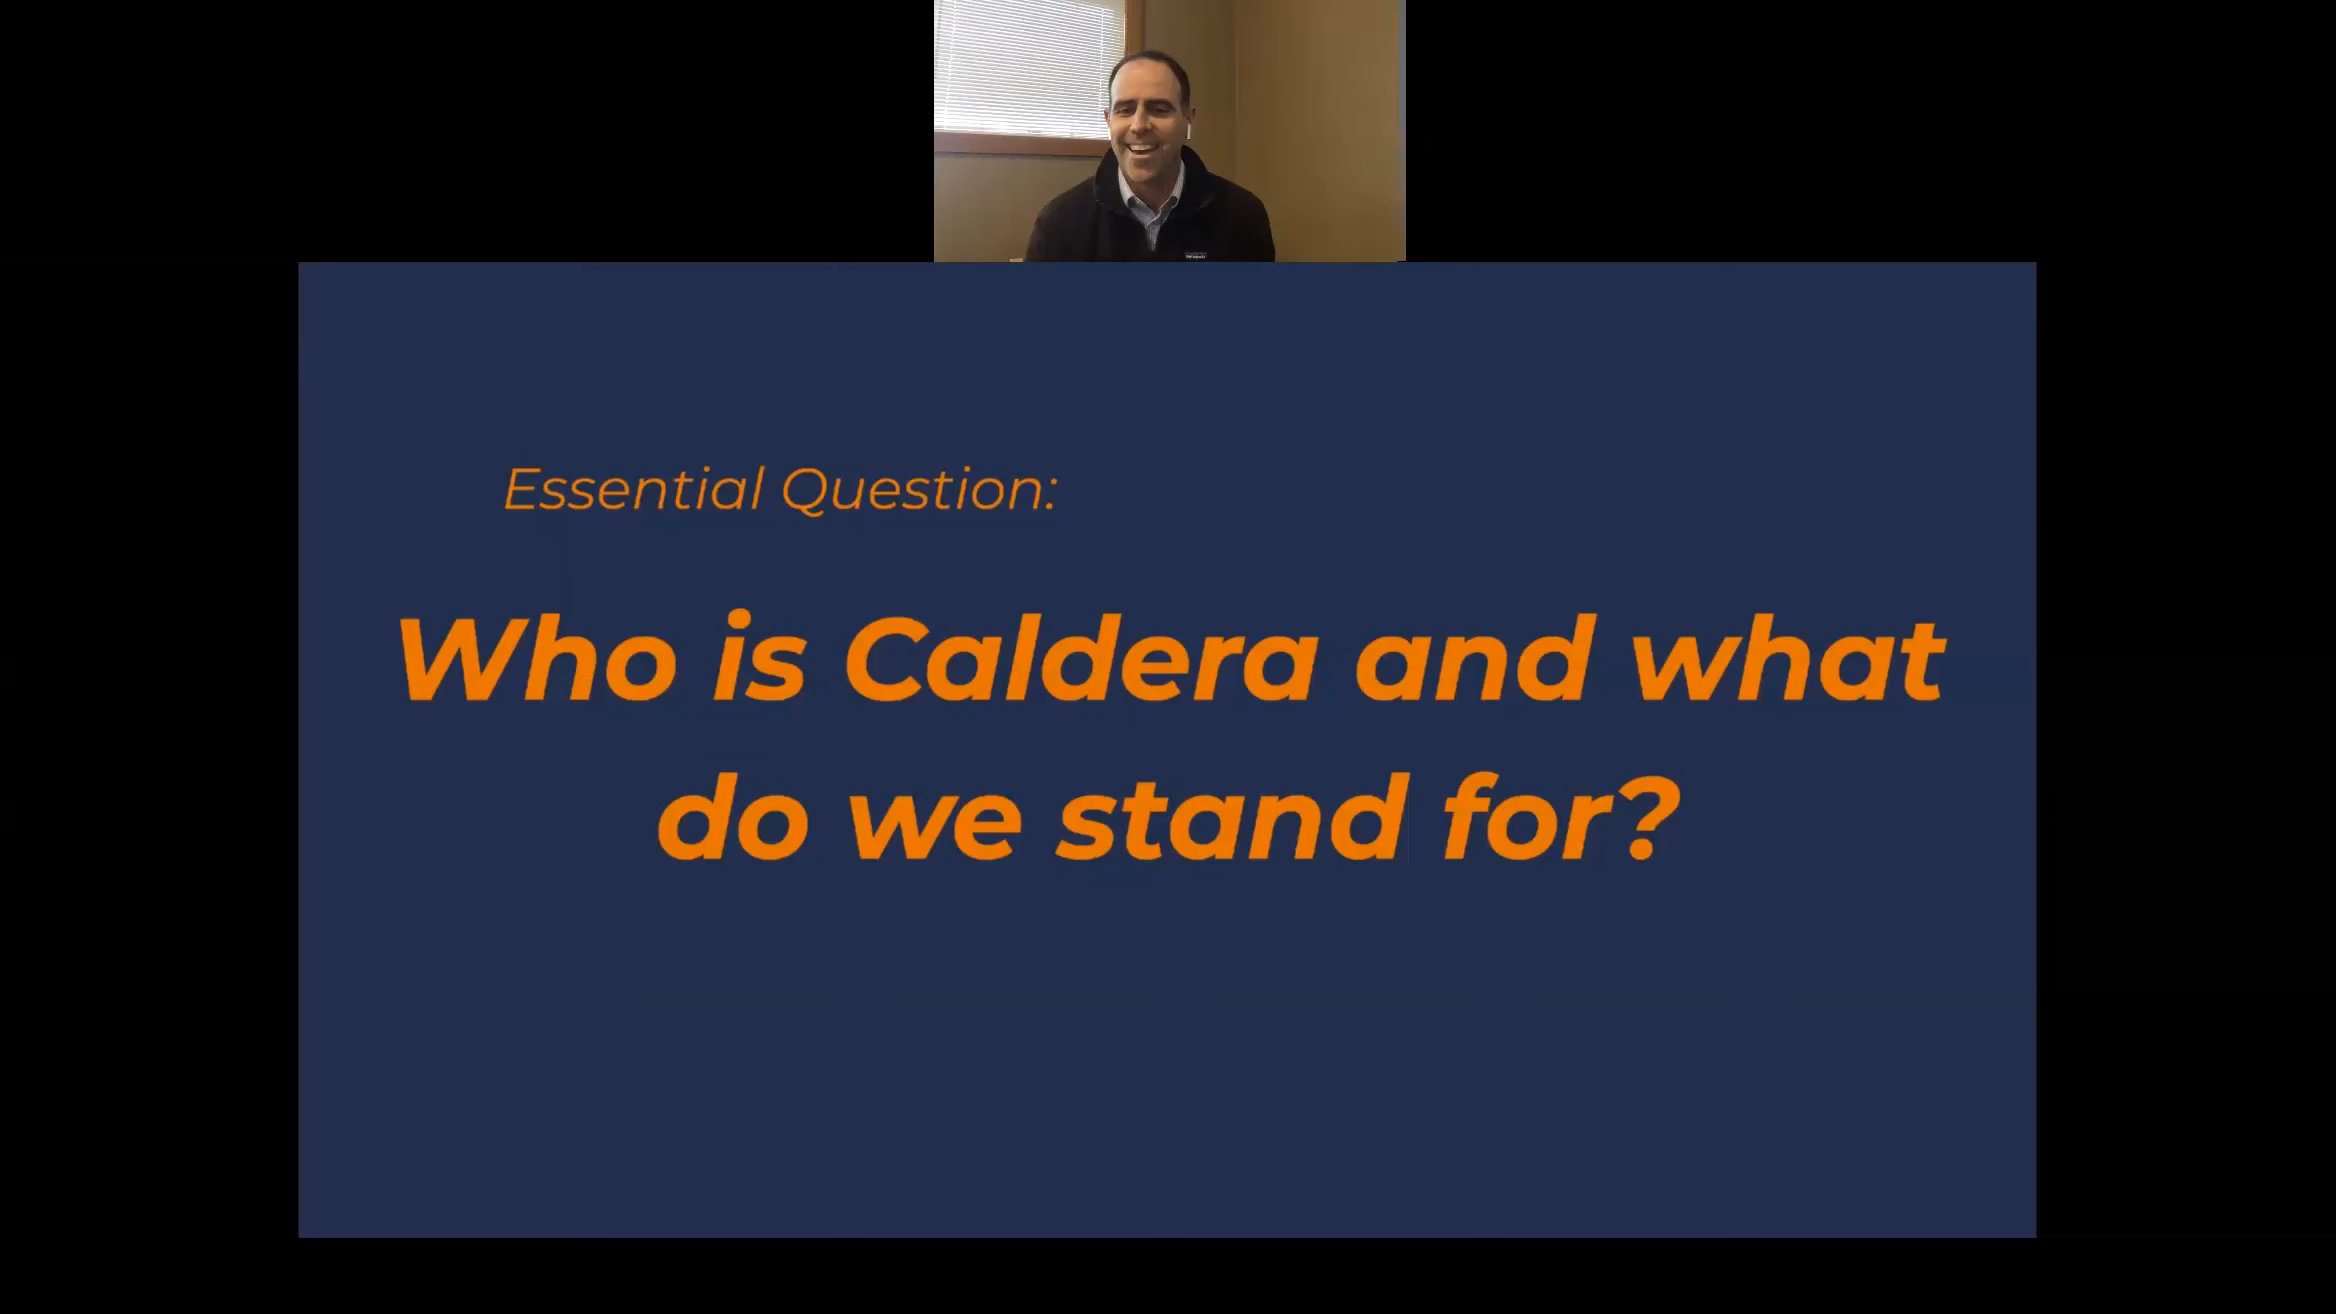 Essential Question:
Who is Caldera and what
do we stand for?